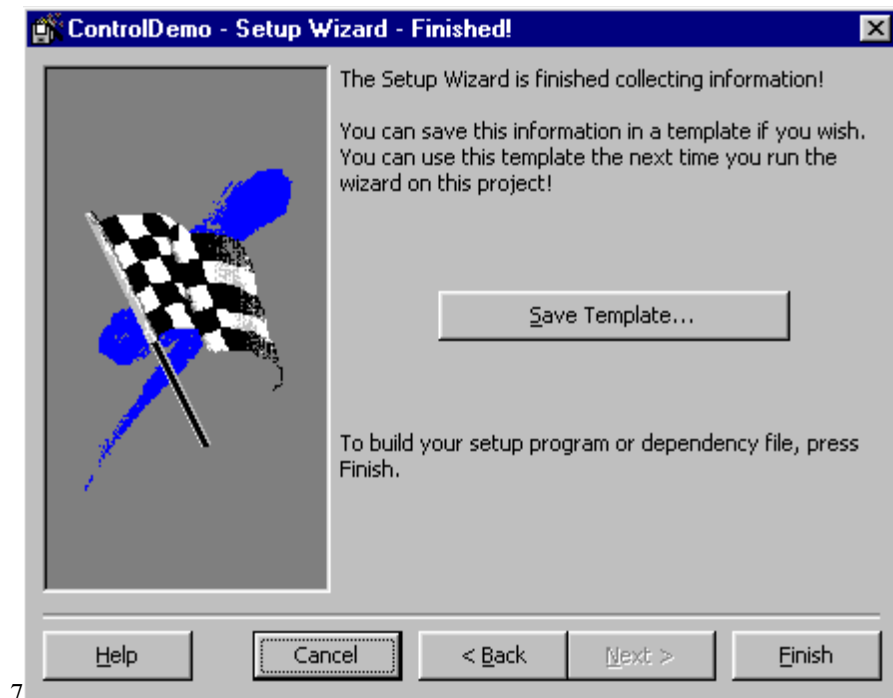 ControlDemo - Setup Wizard - Finished!
The Setup Wizard is finished collecting information!
You can save this information in a template if you wish.
You can use this template the next time you run the
wizard on this project!
Save Template...
To build your setup program or dependency file, press
Finish.
Help Cancel < Back Next > Finish
7